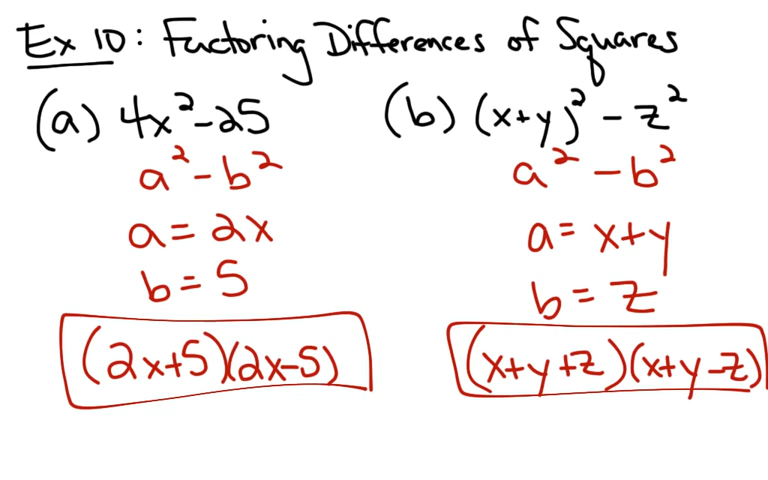 Ex 10: Factoring Differences of Squares
(a) 4x²-25
a²-b²
a = 2x
b = 5
(2x+5)(2x-5)
(b) (x+y)² - z²
a² - b²
a = x+y
b = z
(x+y+z)(x+y-z)